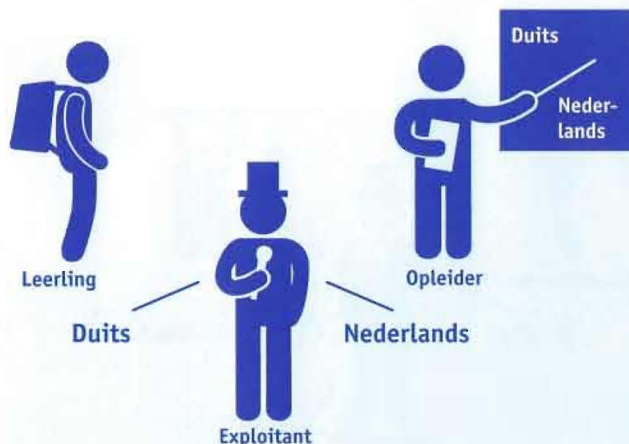 Duits
Neder-
lands
Leerling
Opleider
Duits
Nederlands
Exploitant